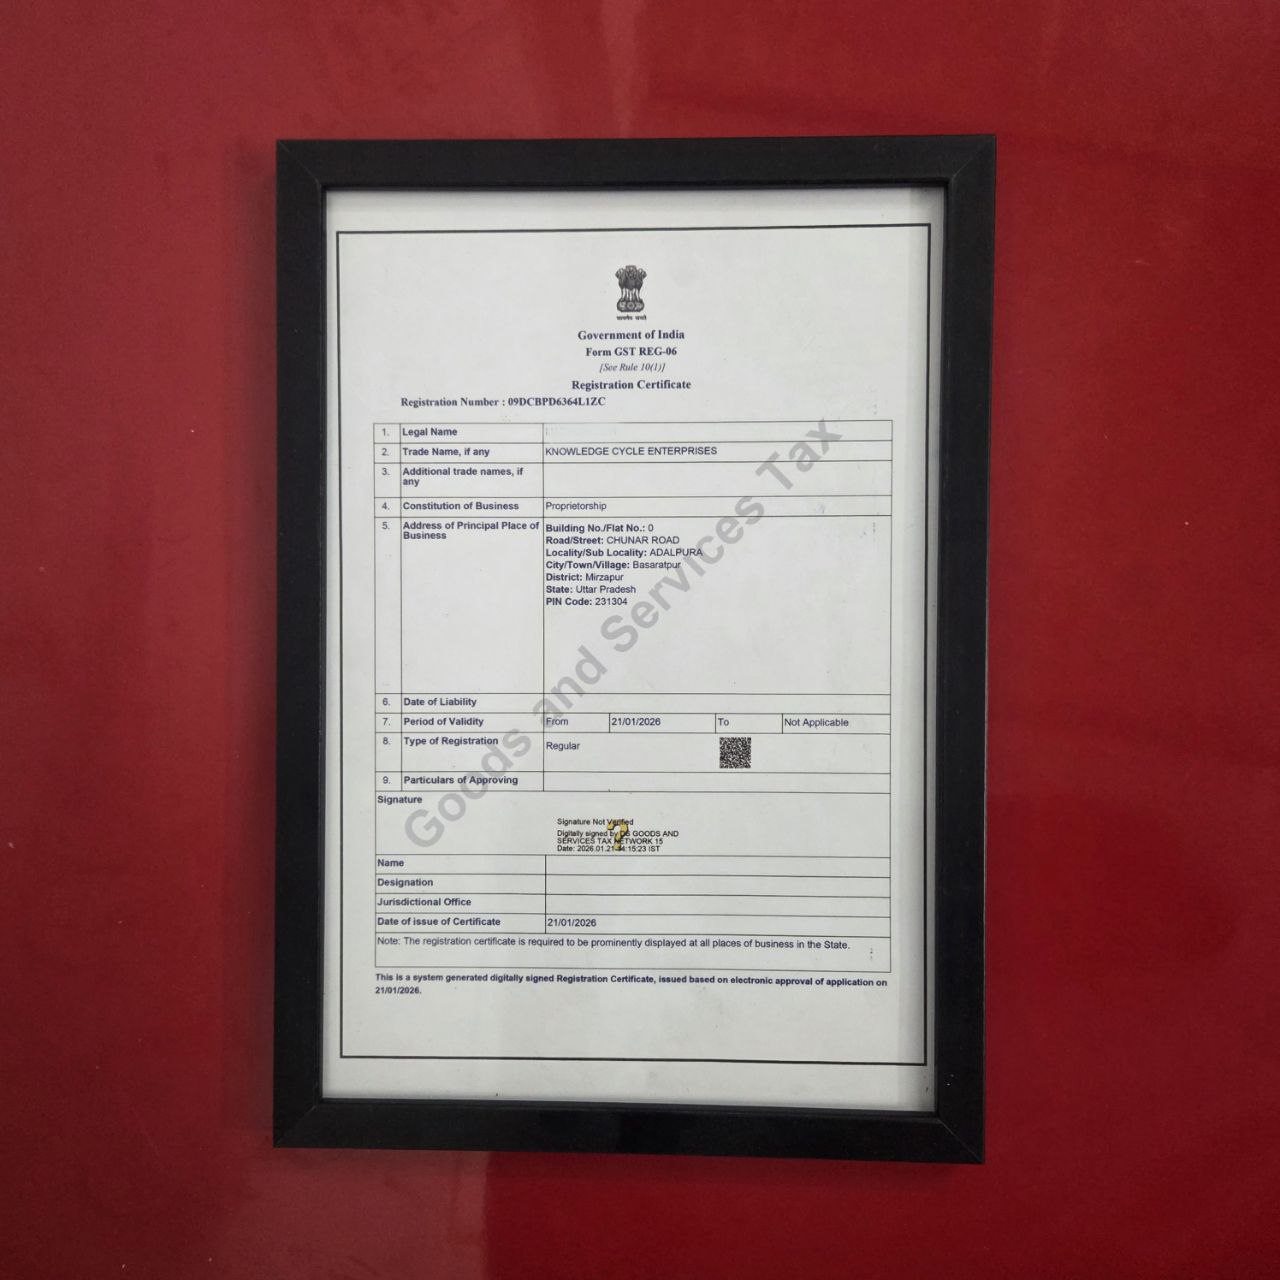 सत्यमेव जयते
Government of India
Form GST REG-06
[See Rule 10(1)]
Registration Certificate
Registration Number : 09DCBPD6364L1ZC
1. Legal Name
2. Trade Name, if any KNOWLEDGE CYCLE ENTERPRISES
3. Additional trade names, if
any
4. Constitution of Business Proprietorship
5. Address of Principal Place of
Business
Building No./Flat No.: 0
Road/Street: CHUNAR ROAD
Locality/Sub Locality: ADALPURA
City/Town/Village: Basaratpur
District: Mirzapur
State: Uttar Pradesh
PIN Code: 231304
6. Date of Liability
7. Period of Validity From 21/01/2026 To Not Applicable
8. Type of Registration Regular
9. Particulars of Approving
Signature
Signature Not Verified
Digitally signed by DS GOODS AND
SERVICES TAX NETWORK 15
Date: 2026.01.21 14:15:23 IST
Name
Designation
Jurisdictional Office
Date of issue of Certificate 21/01/2026
Note: The registration certificate is required to be prominently displayed at all places of business in the State.
This is a system generated digitally signed Registration Certificate, issued based on electronic approval of application on
21/01/2026.
Goods and Services Tax